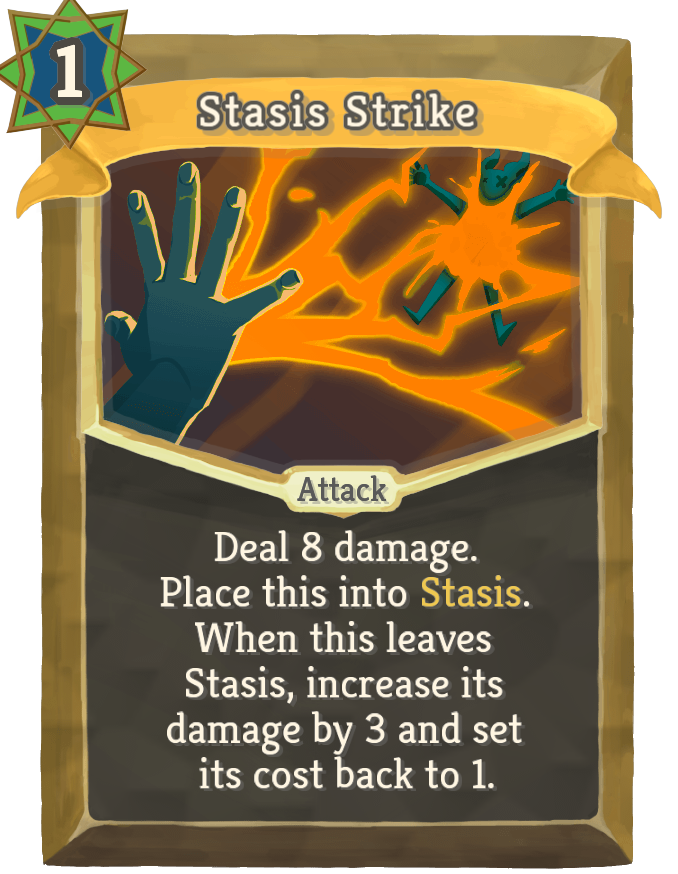 1
Stasis Strike
Attack
Deal 8 damage.
Place this into Stasis.
When this leaves
Stasis, increase its
damage by 3 and set
its cost back to 1.